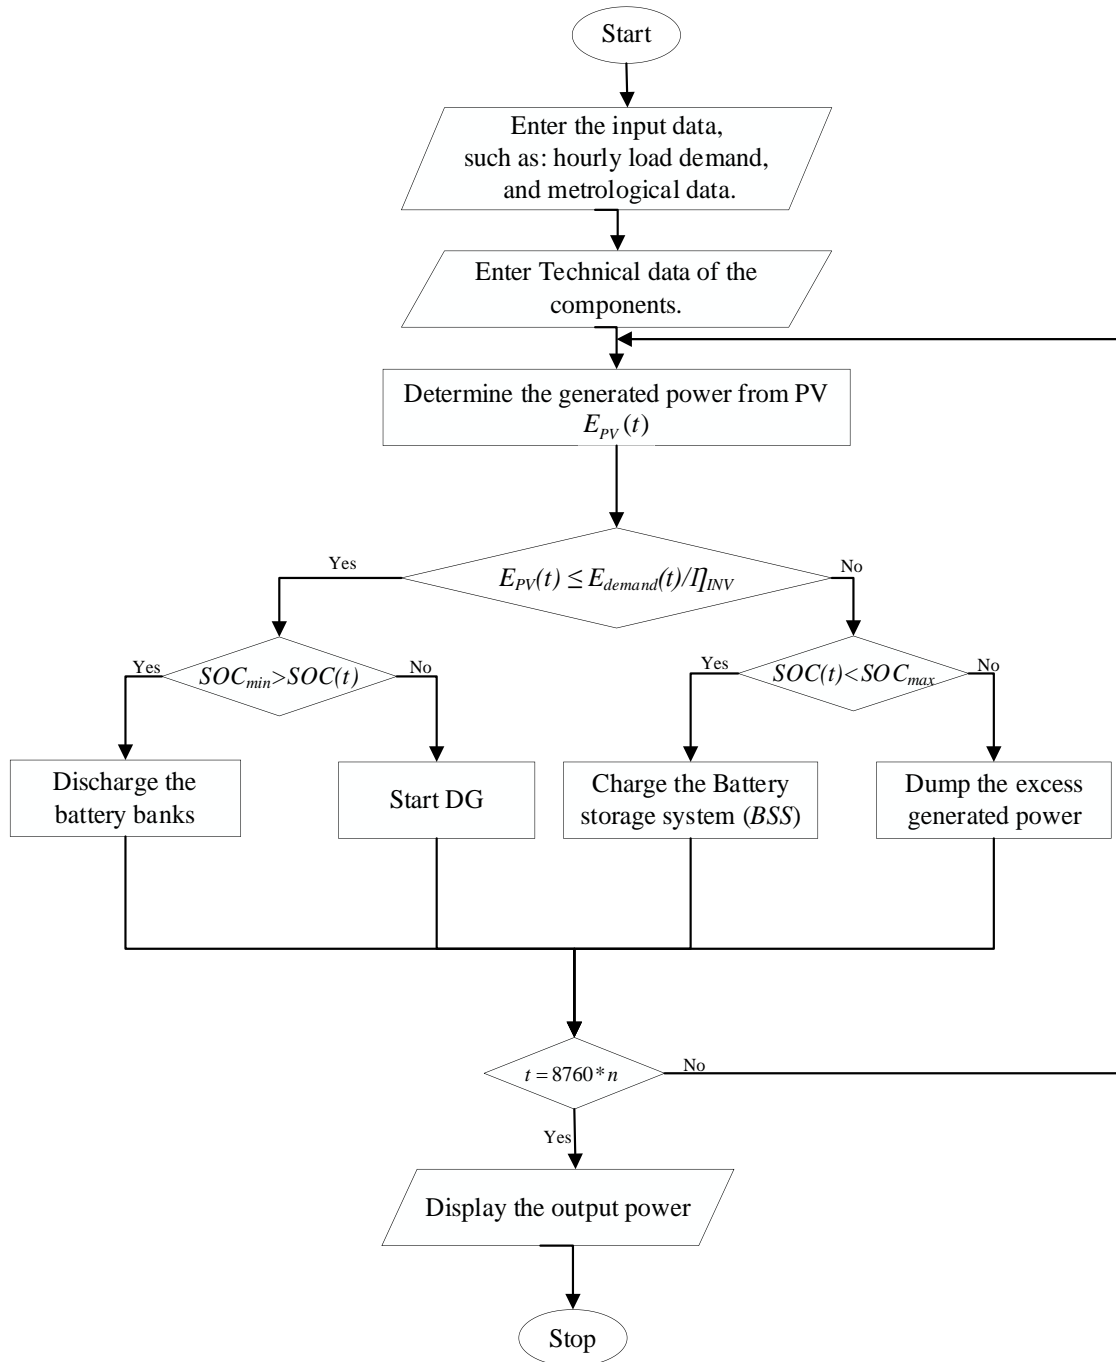 Start
Enter the input data,
such as: hourly load demand,
and metrological data.
Enter Technical data of the
components.
Determine the generated power from PV
E_PV(t)
Yes
E_PV(t) ≤ E_demand(t)/η_INV
No
Yes
SOC_min>SOC(t)
No
Yes
SOC(t)<SOC_max
No
Discharge the
battery banks
Start DG
Charge the Battery
storage system (BSS)
Dump the excess
generated power
t = 8760*n
No
Yes
Display the output power
Stop